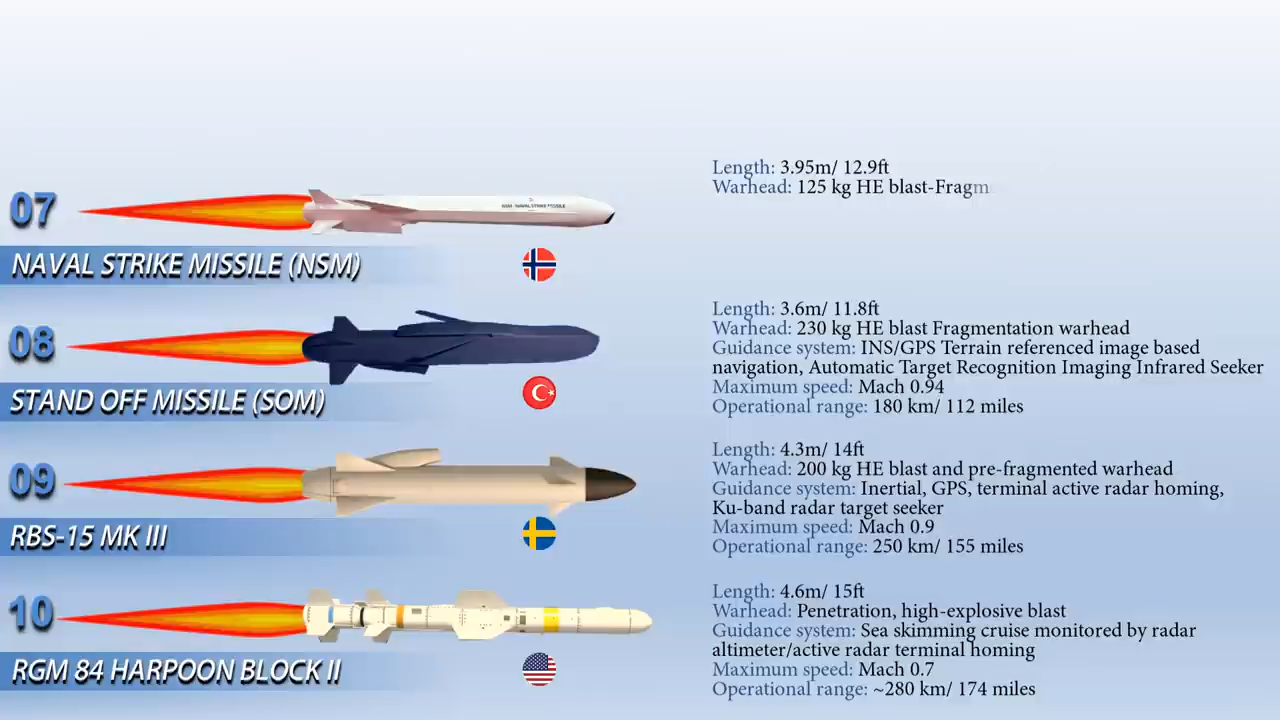 07
NSM - NAVAL STRIKE MISSILE
NAVAL STRIKE MISSILE (NSM)
Length: 3.95m/ 12.9ft
Warhead: 125 kg HE blast-Fragm
08
STAND OFF MISSILE (SOM)
Length: 3.6m/ 11.8ft
Warhead: 230 kg HE blast Fragmentation warhead
Guidance system: INS/GPS Terrain referenced image based
navigation, Automatic Target Recognition Imaging Infrared Seeker
Maximum speed: Mach 0.94
Operational range: 180 km/ 112 miles
09
RBS-15 MK III
Length: 4.3m/ 14ft
Warhead: 200 kg HE blast and pre-fragmented warhead
Guidance system: Inertial, GPS, terminal active radar homing,
Ku-band radar target seeker
Maximum speed: Mach 0.9
Operational range: 250 km/ 155 miles
10
RGM 84 HARPOON BLOCK II
Length: 4.6m/ 15ft
Warhead: Penetration, high-explosive blast
Guidance system: Sea skimming cruise monitored by radar
altimeter/active radar terminal homing
Maximum speed: Mach 0.7
Operational range: ~280 km/ 174 miles